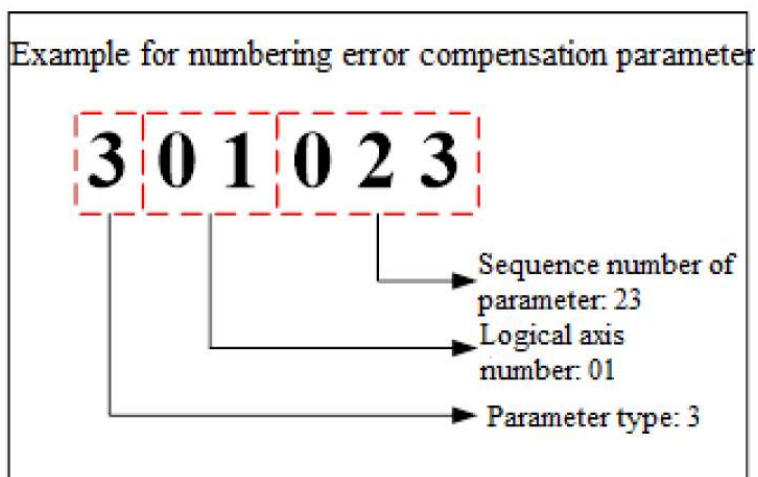 Example for numbering error compensation parameter
3 0 1 0 2 3
Sequence number of
parameter: 23
Logical axis
number: 01
Parameter type: 3